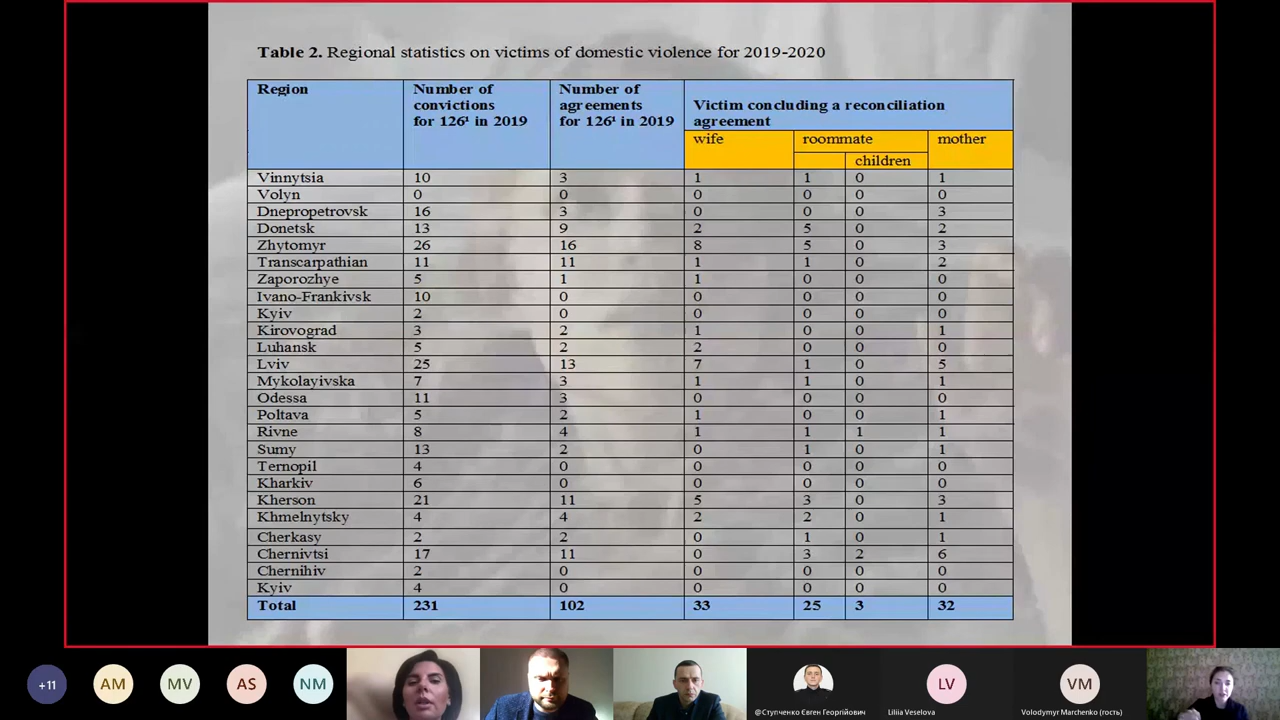 Table 2. Regional statistics on victims of domestic violence for 2019-2020
Region Number of convictions for 126¹ in 2019 Number of agreements for 126¹ in 2019 Victim concluding a reconciliation agreement
wife roommate mother
children
Vinnytsia 10 3 1 1 0 1
Volyn 0 0 0 0 0 0
Dnepropetrovsk 16 3 0 0 0 3
Donetsk 13 9 2 5 0 2
Zhytomyr 26 16 8 5 0 3
Transcarpathian 11 11 1 1 0 2
Zaporozhye 5 1 1 0 0 0
Ivano-Frankivsk 10 0 0 0 0 0
Kyiv 2 0 0 0 0 0
Kirovograd 3 2 1 0 0 1
Luhansk 5 2 2 0 0 0
Lviv 25 13 7 1 0 5
Mykolayivska 7 3 1 1 0 1
Odessa 11 3 0 0 0 0
Poltava 5 2 1 0 0 1
Rivne 8 4 1 1 1 1
Sumy 13 2 0 1 0 1
Ternopil 4 0 0 0 0 0
Kharkiv 6 0 0 0 0 0
Kherson 21 11 5 3 0 3
Khmelnytsky 4 4 2 2 0 1
Cherkasy 2 2 0 1 0 1
Chernivtsi 17 11 0 3 2 6
Chernihiv 2 0 0 0 0 0
Kyiv 4 0 0 0 0 0
Total 231 102 33 25 3 32
+11 AM MV AS NM LV VM
@Ступченко Євген Георгійович Liliia Veselova Volodymyr Marchenko (гость)